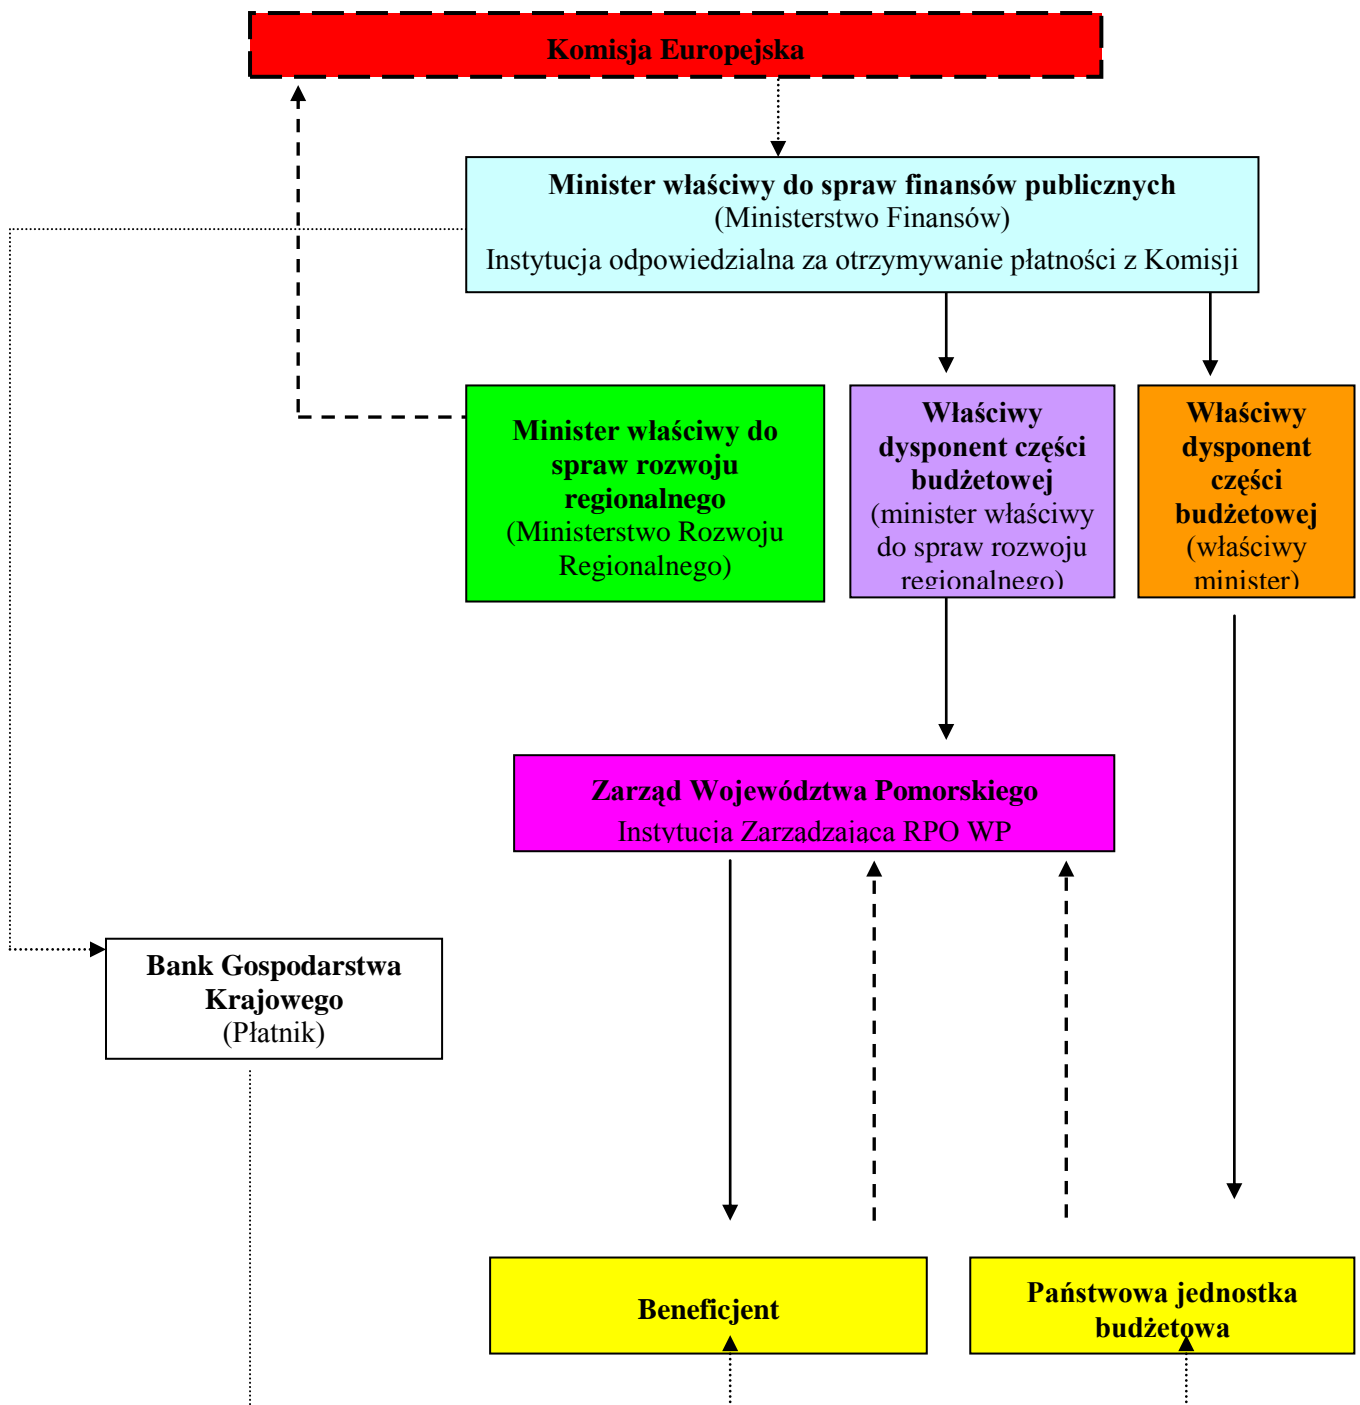 Komisja Europejska
Minister właściwy do spraw finansów publicznych
(Ministerstwo Finansów)
Instytucja odpowiedzialna za otrzymywanie płatności z Komisji
Minister właściwy do
spraw rozwoju
regionalnego
(Ministerstwo Rozwoju
Regionalnego)
Właściwy
dysponent części
budżetowej
(minister właściwy
do spraw rozwoju
regionalnego)
Właściwy
dysponent
części
budżetowej
(właściwy
minister)
Zarząd Województwa Pomorskiego
Instytucja Zarządzająca RPO WP
Bank Gospodarstwa
Krajowego
(Płatnik)
Beneficjent
Państwowa jednostka
budżetowa